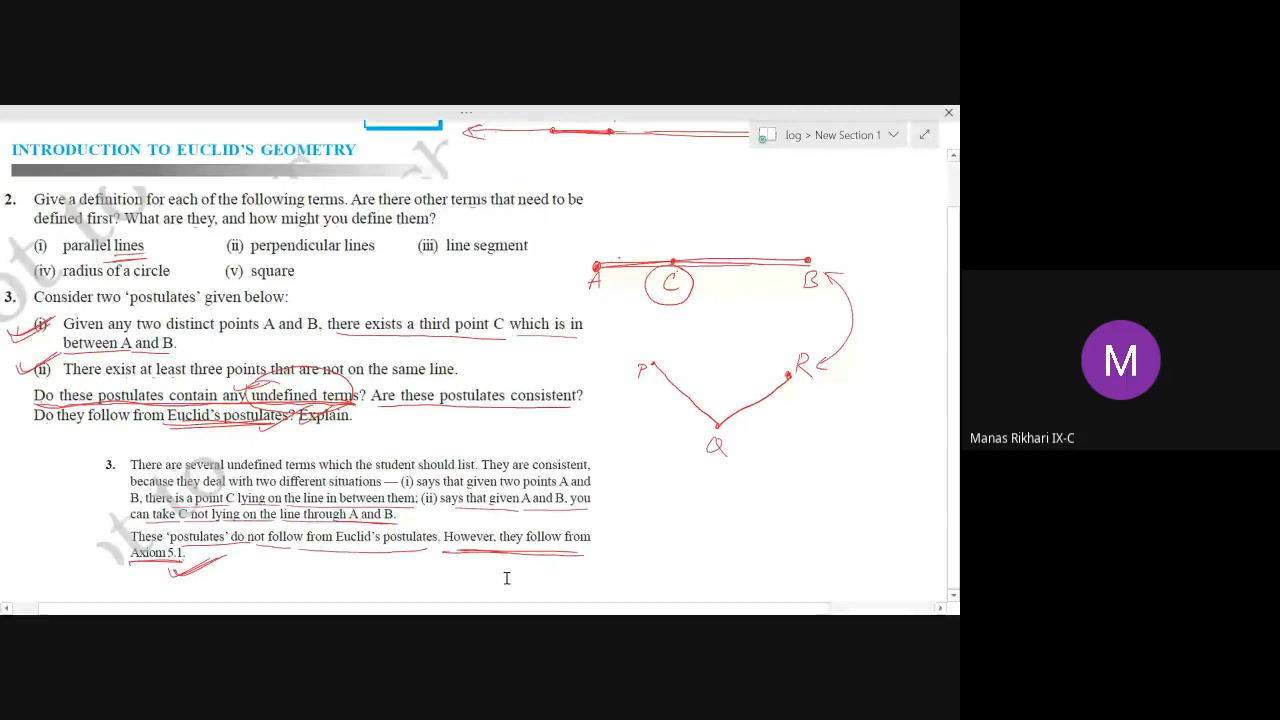 log > New Section 1
INTRODUCTION TO EUCLID'S GEOMETRY
2. Give a definition for each of the following terms. Are there other terms that need to be
defined first? What are they, and how might you define them?
(i) parallel lines (ii) perpendicular lines (iii) line segment
(iv) radius of a circle (v) square
3. Consider two 'postulates' given below:
(i) Given any two distinct points A and B, there exists a third point C which is in
between A and B.
(ii) There exist at least three points that are not on the same line.
Do these postulates contain any undefined terms? Are these postulates consistent?
Do they follow from Euclid's postulates? Explain.
3. There are several undefined terms which the student should list. They are consistent,
because they deal with two different situations — (i) says that given two points A and
B, there is a point C lying on the line in between them; (ii) says that given A and B, you
can take C not lying on the line through A and B.
These 'postulates' do not follow from Euclid's postulates. However, they follow from
Axiom 5.1.
A C B
P R
Q
not to
M
Manas Rikhari IX-C